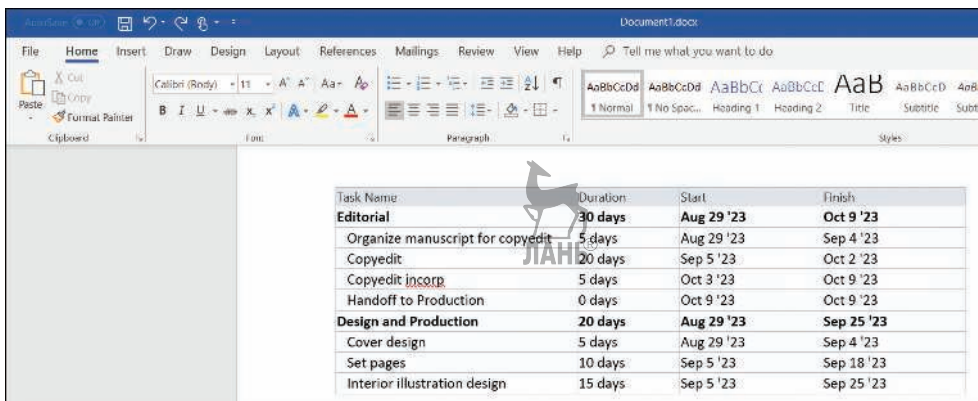 AutoSave Off Document1.docx
File Home Insert Draw Design Layout References Mailings Review View Help Tell me what you want to do
Paste
Cut
Copy
Format Painter
Calibri (Body) 11 A A Aa A
B I U ab x x A A
AaBbCcDd AaBbCcDd AaBbCc AaBbCcD AaB AaBbCcD
¶ Normal ¶ No Spac... Heading 1 Heading 2 Title Subtitle
Clipboard Font Paragraph Styles
Task Name Duration Start Finish
Editorial 30 days Aug 29 '23 Oct 9 '23
Organize manuscript for copyedit 5 days Aug 29 '23 Sep 4 '23
Copyedit 20 days Sep 5 '23 Oct 2 '23
ЛАНЬ®
Copyedit incorp 5 days Oct 3 '23 Oct 9 '23
Handoff to Production 0 days Oct 9 '23 Oct 9 '23
Design and Production 20 days Aug 29 '23 Sep 25 '23
Cover design 5 days Aug 29 '23 Sep 4 '23
Set pages 10 days Sep 5 '23 Sep 18 '23
Interior illustration design 15 days Sep 5 '23 Sep 25 '23